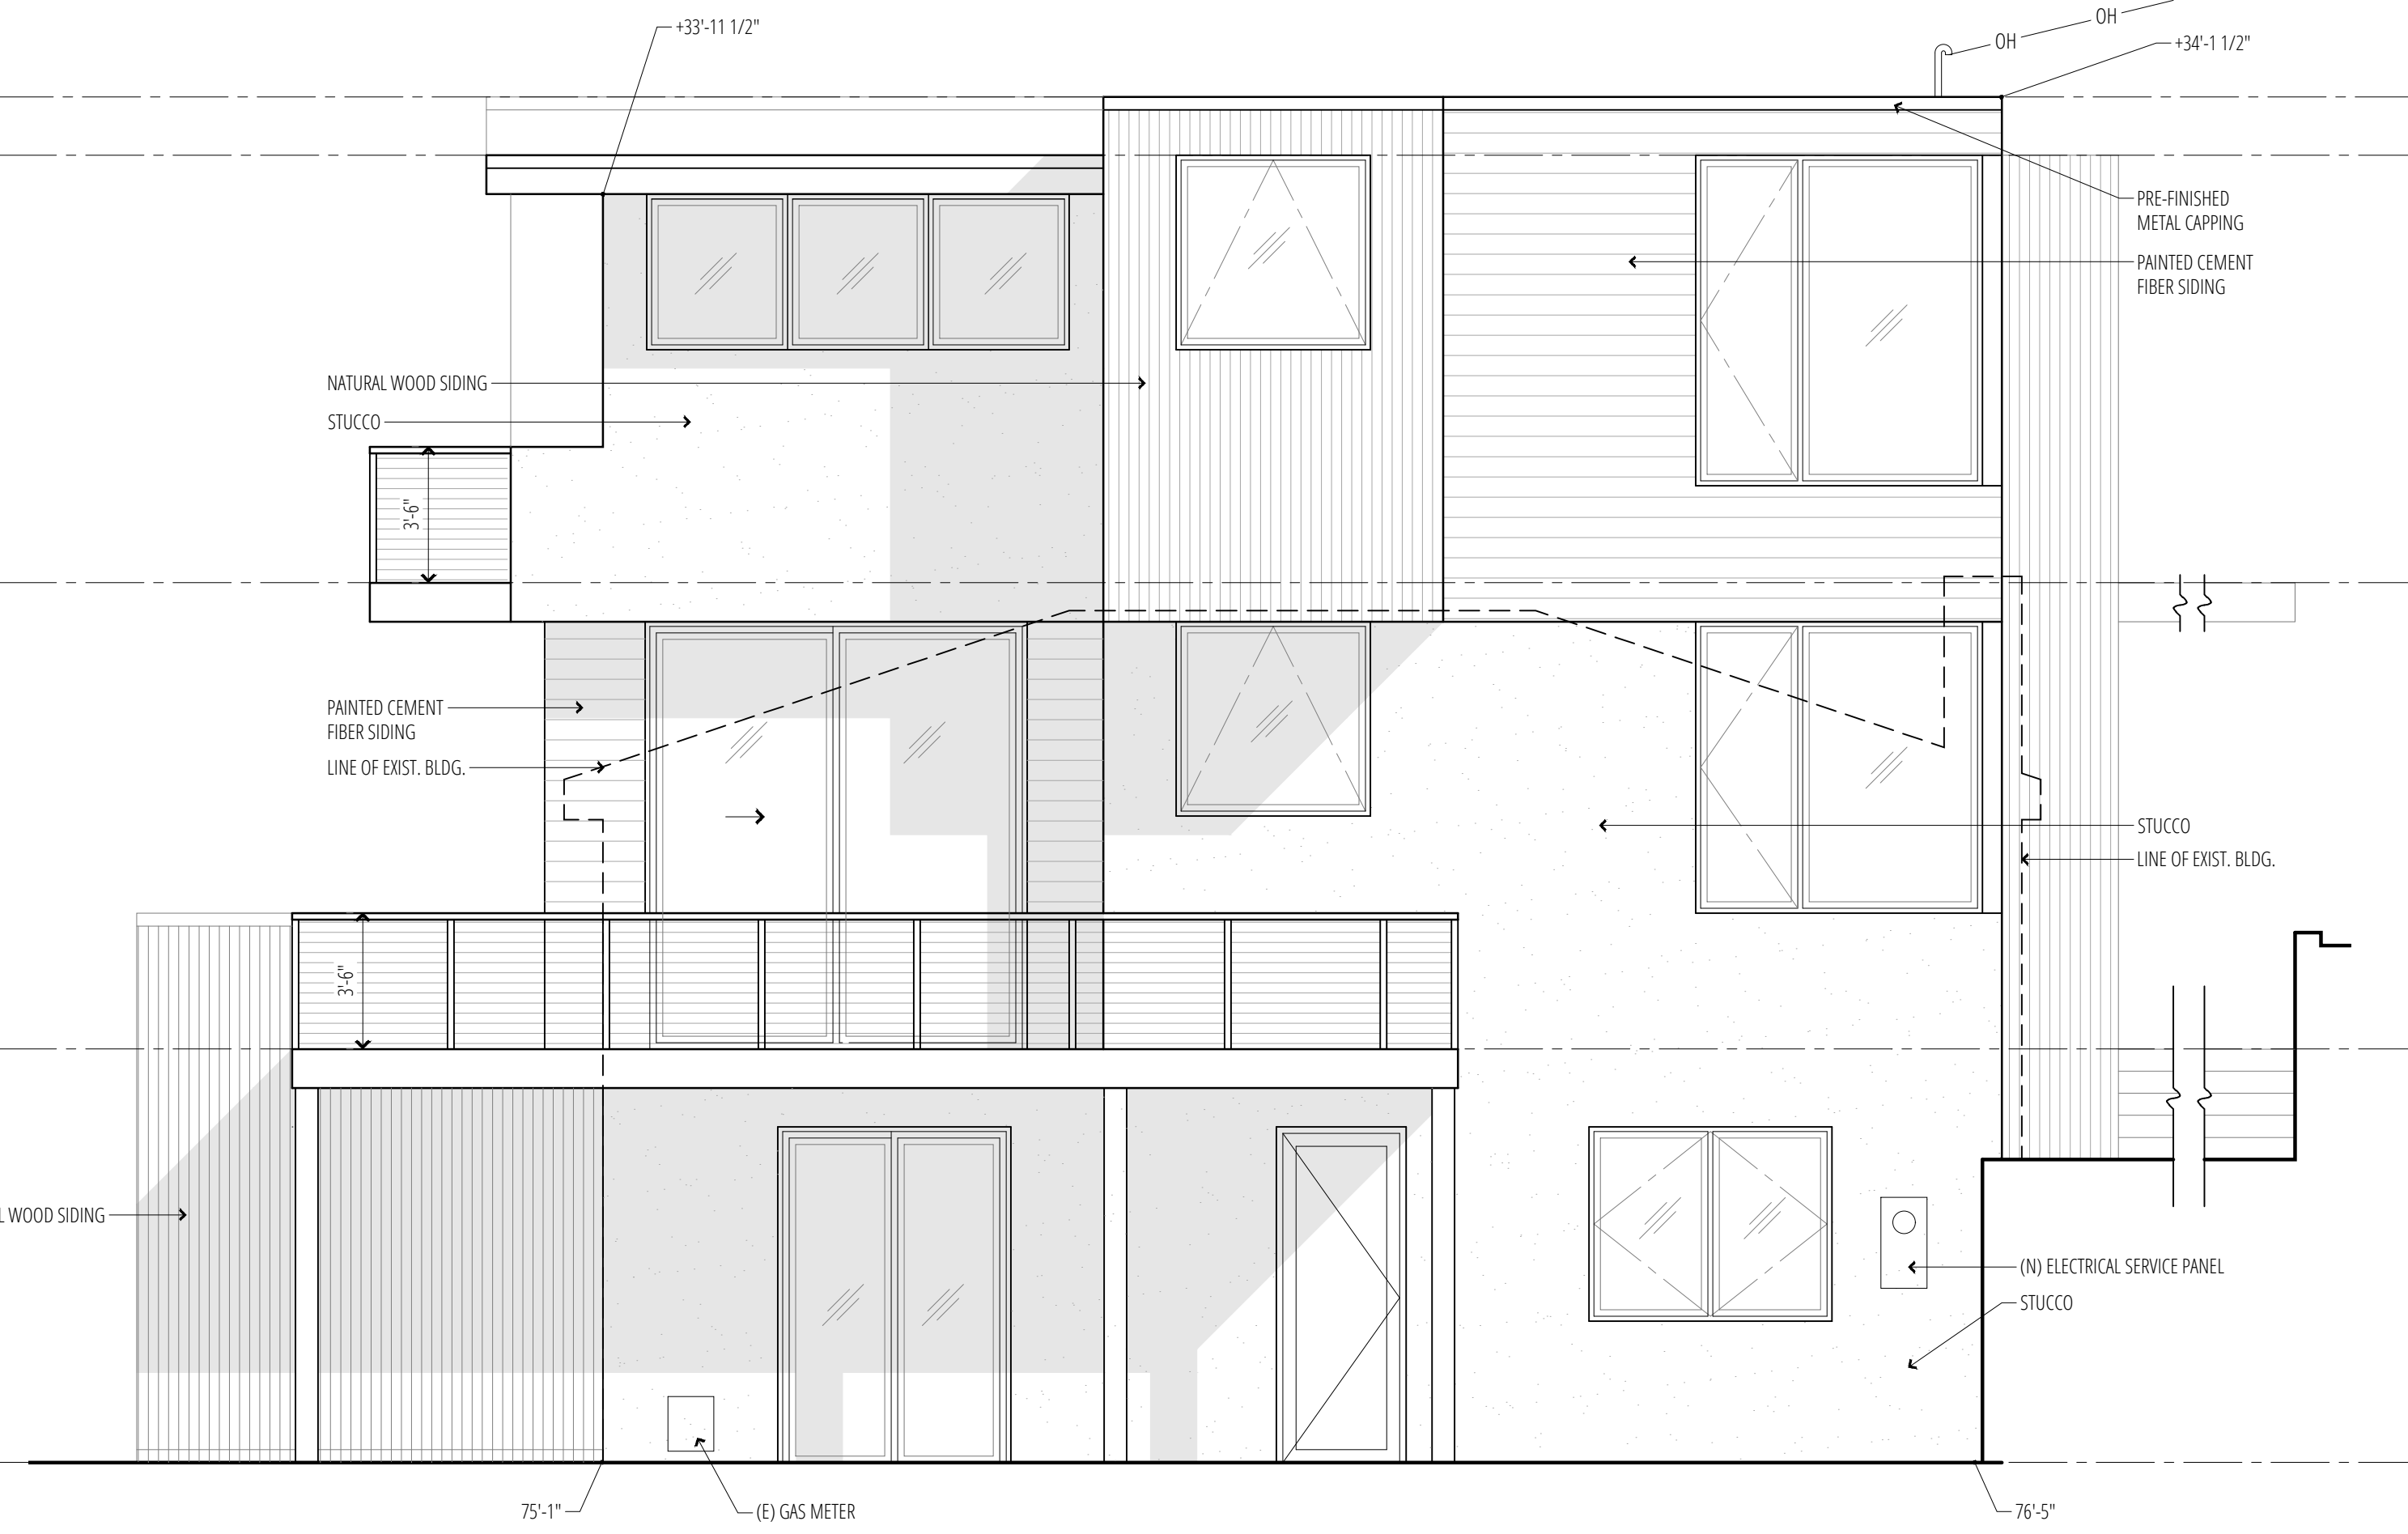 OH
+33'-11 1/2"
OH
+34'-1 1/2"
PRE-FINISHED
METAL CAPPING
PAINTED CEMENT
FIBER SIDING
NATURAL WOOD SIDING
STUCCO
3'-6"
PAINTED CEMENT
FIBER SIDING
LINE OF EXIST. BLDG.
STUCCO
LINE OF EXIST. BLDG.
3'-6"
L WOOD SIDING
(N) ELECTRICAL SERVICE PANEL
STUCCO
75'-1"
(E) GAS METER
76'-5"